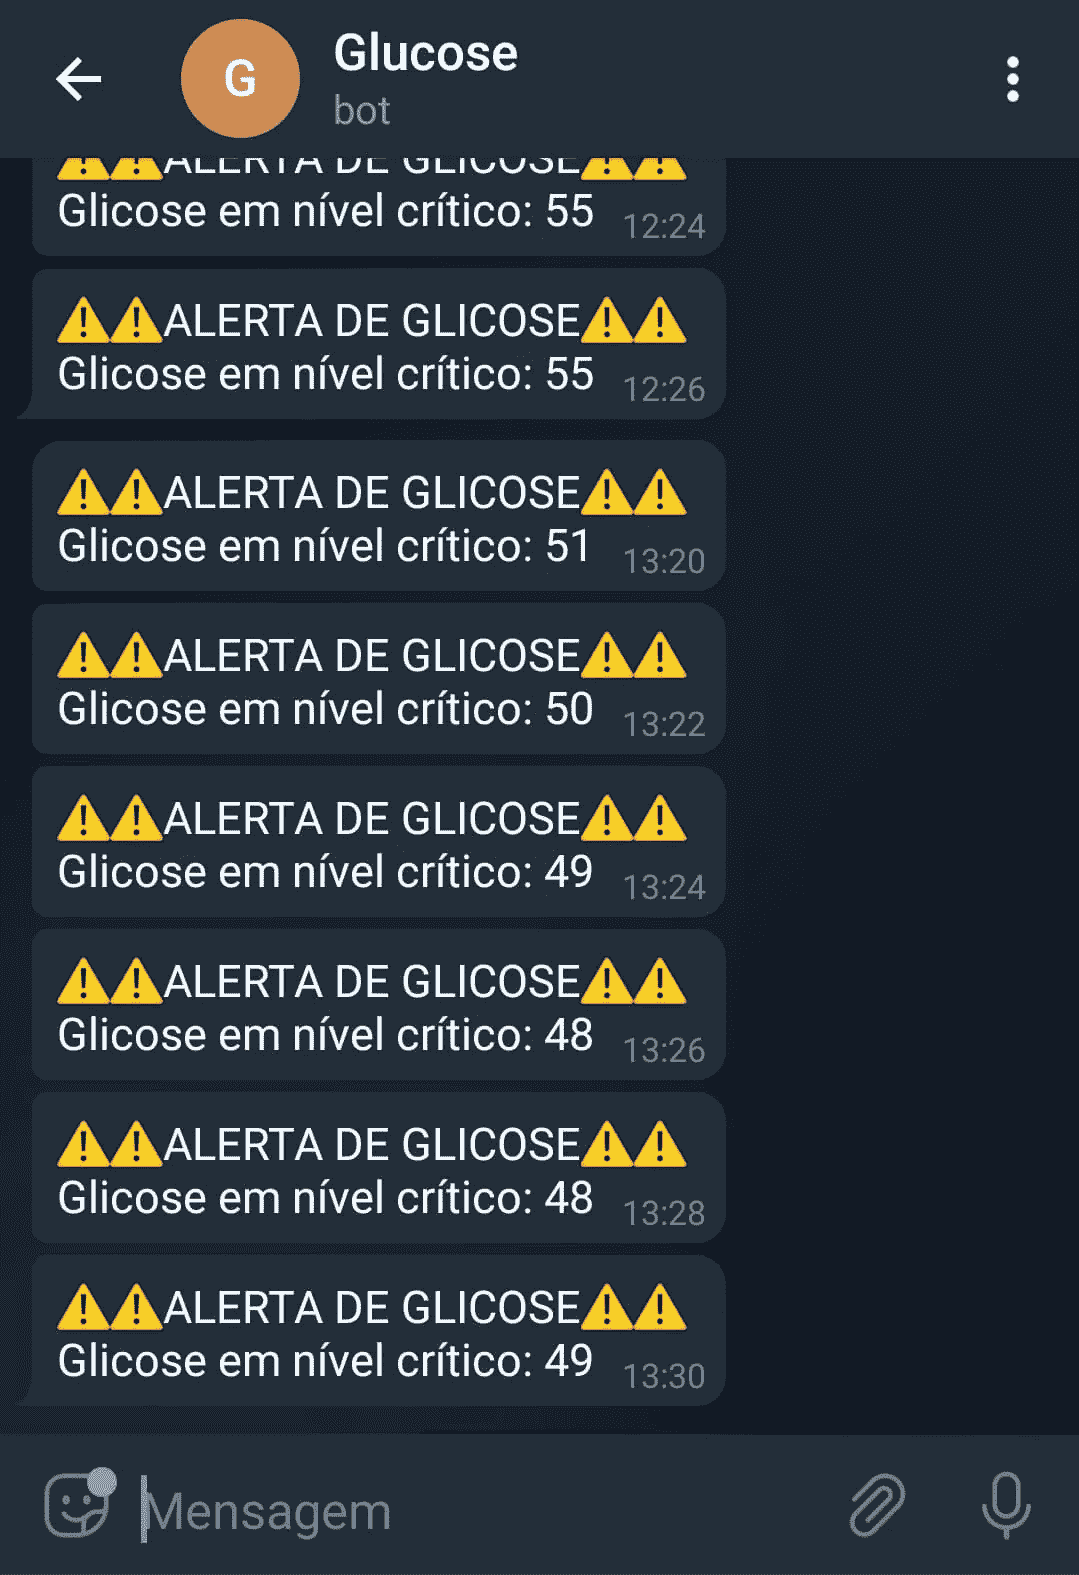 Glucose
bot
⚠️⚠️ALERTA DE GLICOSE⚠️⚠️
Glicose em nível crítico: 55 12:24
⚠️⚠️ALERTA DE GLICOSE⚠️⚠️
Glicose em nível crítico: 55 12:26
⚠️⚠️ALERTA DE GLICOSE⚠️⚠️
Glicose em nível crítico: 51 13:20
⚠️⚠️ALERTA DE GLICOSE⚠️⚠️
Glicose em nível crítico: 50 13:22
⚠️⚠️ALERTA DE GLICOSE⚠️⚠️
Glicose em nível crítico: 49 13:24
⚠️⚠️ALERTA DE GLICOSE⚠️⚠️
Glicose em nível crítico: 48 13:26
⚠️⚠️ALERTA DE GLICOSE⚠️⚠️
Glicose em nível crítico: 48 13:28
⚠️⚠️ALERTA DE GLICOSE⚠️⚠️
Glicose em nível crítico: 49 13:30
Mensagem